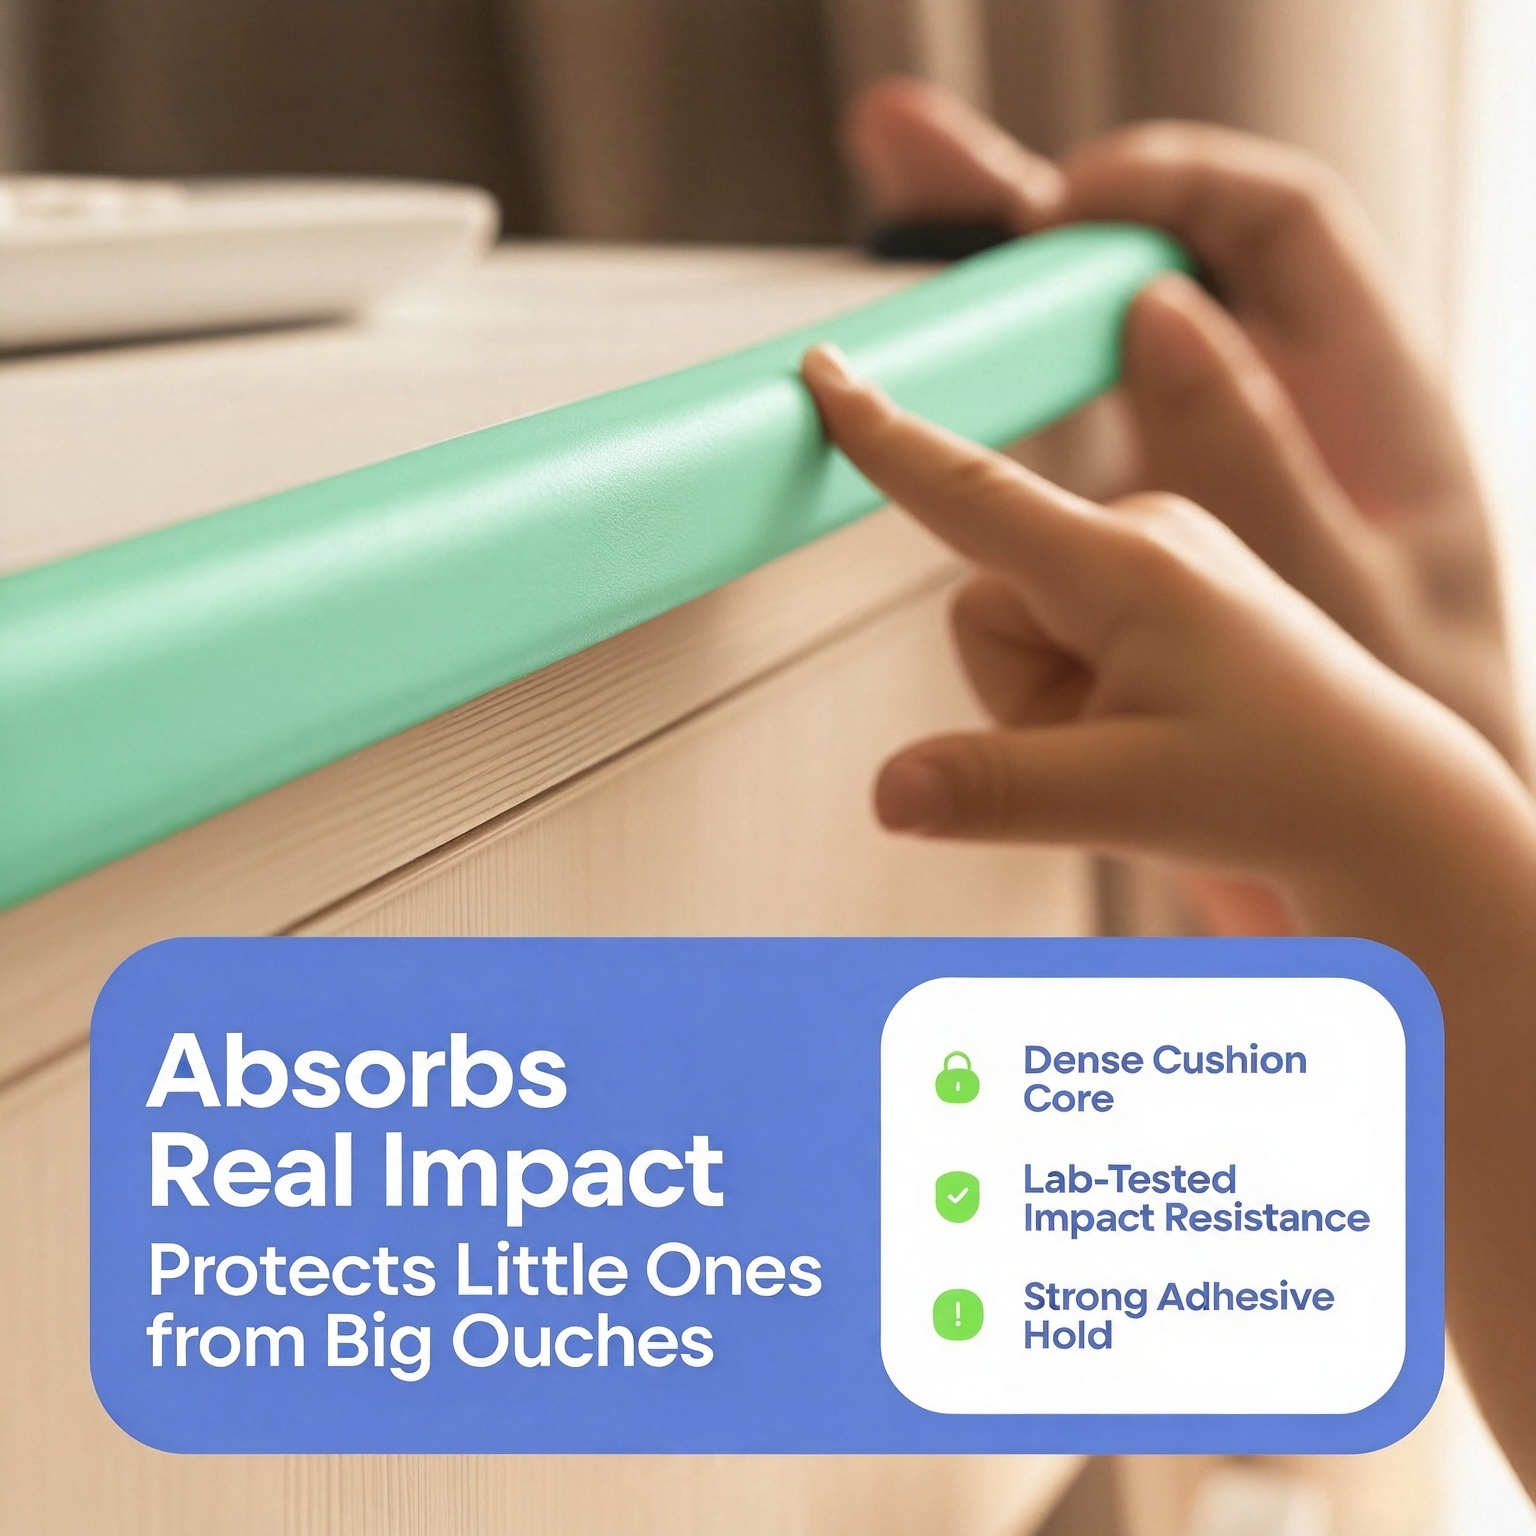 Absorbs
Real Impact
Protects Little Ones
from Big Ouches
Dense Cushion
Core
Lab-Tested
Impact Resistance
Strong Adhesive
Hold